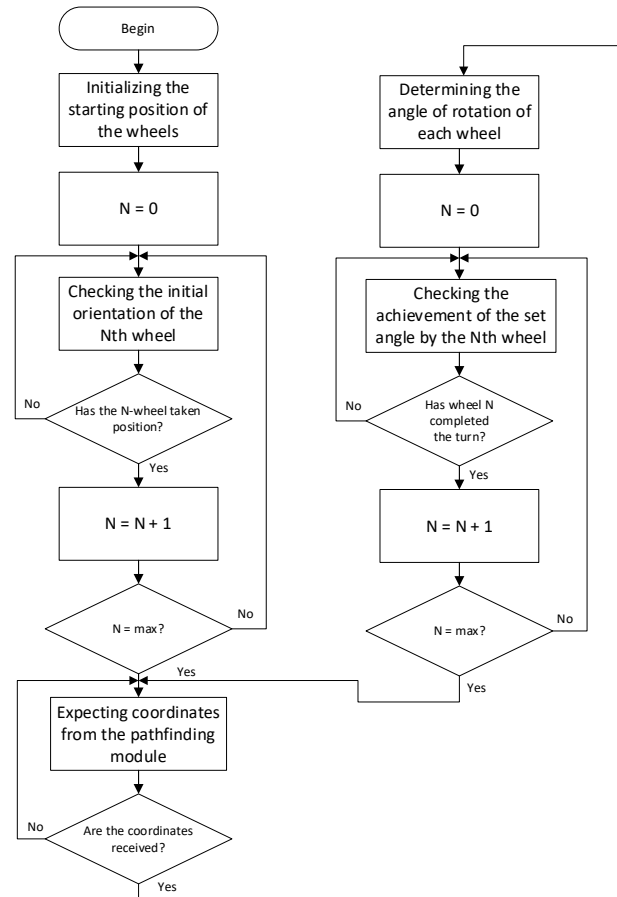 Begin
Initializing the
starting position of
the wheels
N = 0
Checking the initial
orientation of the
Nth wheel
No
Has the N-wheel taken
position?
Yes
N = N + 1
N = max?
No
Yes
Expecting coordinates
from the pathfinding
module
No
Are the coordinates
received?
Yes
Determining the
angle of rotation of
each wheel
N = 0
Checking the
achievement of the set
angle by the Nth wheel
No
Has wheel N
completed
the turn?
Yes
N = N + 1
N = max?
No
Yes